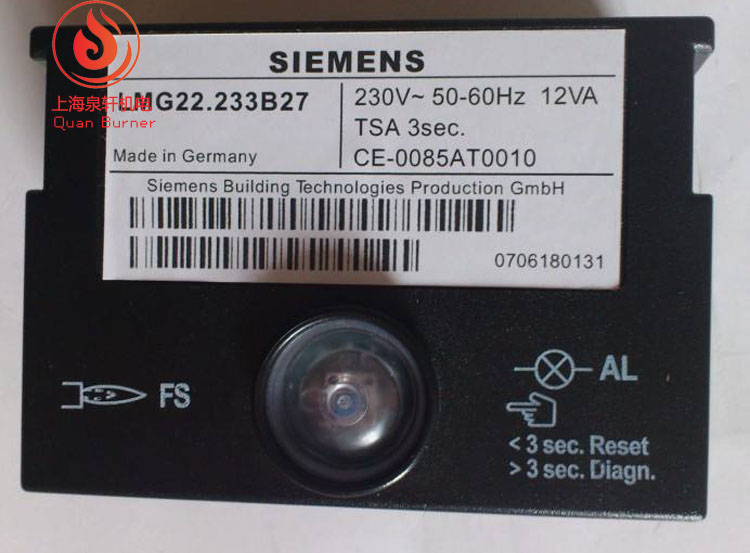 SIEMENS
上海泉轩机电
Quan Burner
LMG22.233B27
230V~ 50-60Hz 12VA
TSA 3sec.
Made in Germany
CE-0085AT0010
Siemens Building Technologies Production GmbH
0706180131
FS
AL
< 3 sec. Reset
> 3 sec. Diagn.